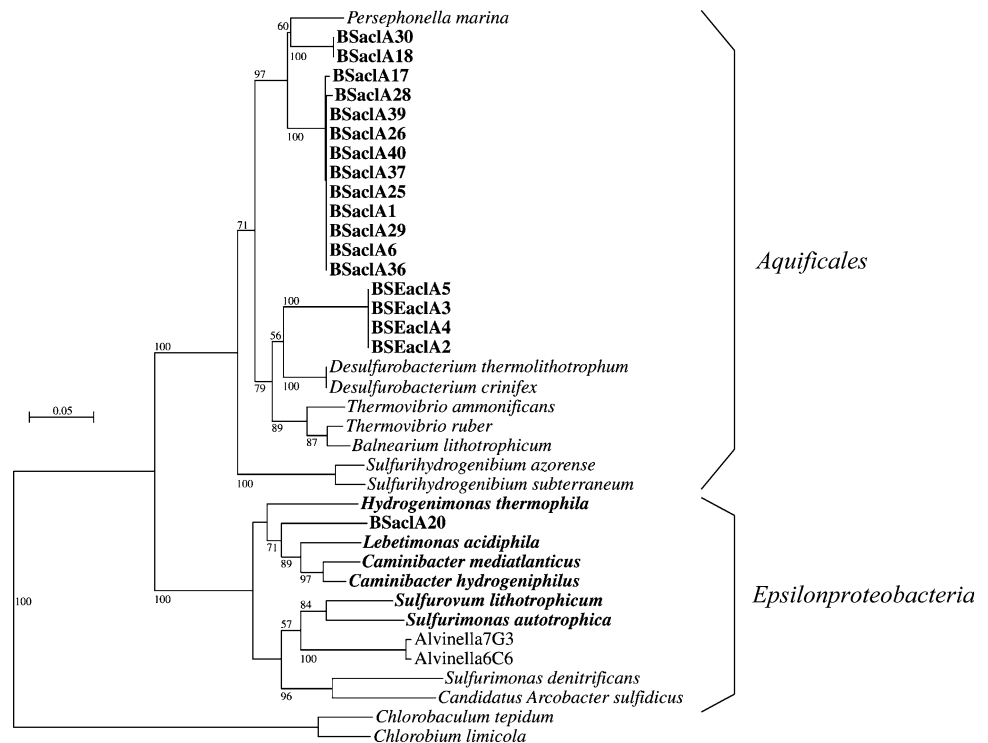 Persephonella marina
60
BSaclA30
100
BSaclA18
97
BSaclA17
BSaclA28
BSaclA39
100
BSaclA26
BSaclA40
BSaclA37
BSaclA25
BSaclA1
71
BSaclA29
BSaclA6
Aquificales
BSaclA36
BSEaclA5
100
BSEaclA3
BSEaclA4
56
BSEaclA2
100
Desulfurobacterium thermolithotrophum
79
100
Desulfurobacterium crinifex
Thermovibrio ammonificans
0.05
89
Thermovibrio ruber
87
Balnearium lithotrophicum
Sulfurihydrogenibium azorense
100
Sulfurihydrogenibium subterraneum
Hydrogenimonas thermophila
BSaclA20
71
Lebetimonas acidiphila
89
Caminibacter mediatlanticus
97
Caminibacter hydrogeniphilus
Epsilonproteobacteria
100
100
84
Sulfurovum lithotrophicum
Sulfurimonas autotrophica
57
Alvinella7G3
100
Alvinella6C6
Sulfurimonas denitrificans
96
Candidatus Arcobacter sulfidicus
Chlorobaculum tepidum
Chlorobium limicola